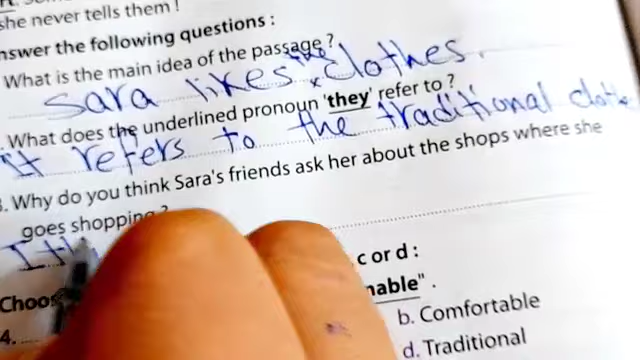 she never tells them !
nswer the following questions :
What is the main idea of the passage ?
Sara likes the clothes.
What does the underlined pronoun 'they' refer to ?
it refers to the traditional
3. Why do you think Sara's friends ask her about the shops where she
goes shopping ?
I th
c or d :
Choos
nable" .
4.
b. Comfortable
d. Traditional